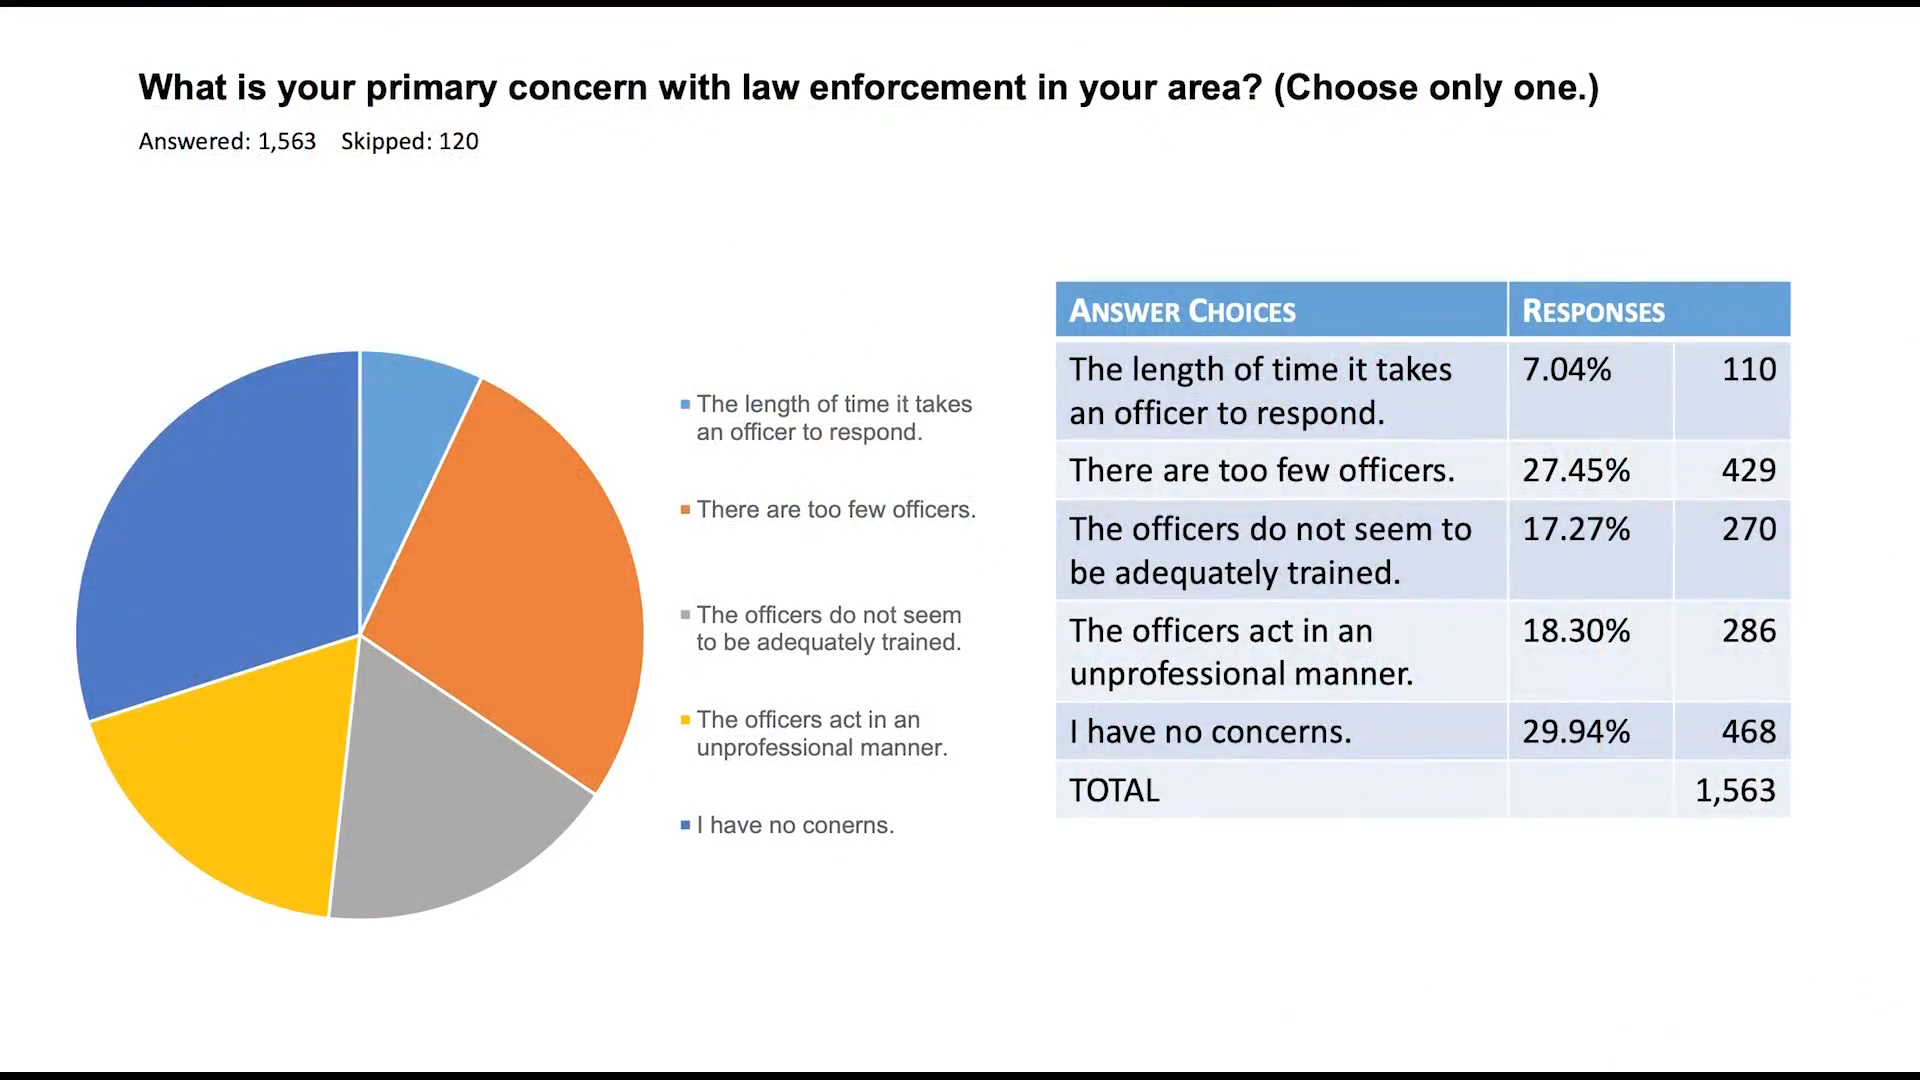 What is your primary concern with law enforcement in your area? (Choose only one.)
Answered: 1,563 Skipped: 120
The length of time it takes
an officer to respond.
There are too few officers.
The officers do not seem
to be adequately trained.
The officers act in an
unprofessional manner.
I have no conerns.
ANSWER CHOICES RESPONSES
The length of time it takes 7.04% 110
an officer to respond.
There are too few officers. 27.45% 429
The officers do not seem to 17.27% 270
be adequately trained.
The officers act in an 18.30% 286
unprofessional manner.
I have no concerns. 29.94% 468
TOTAL 1,563